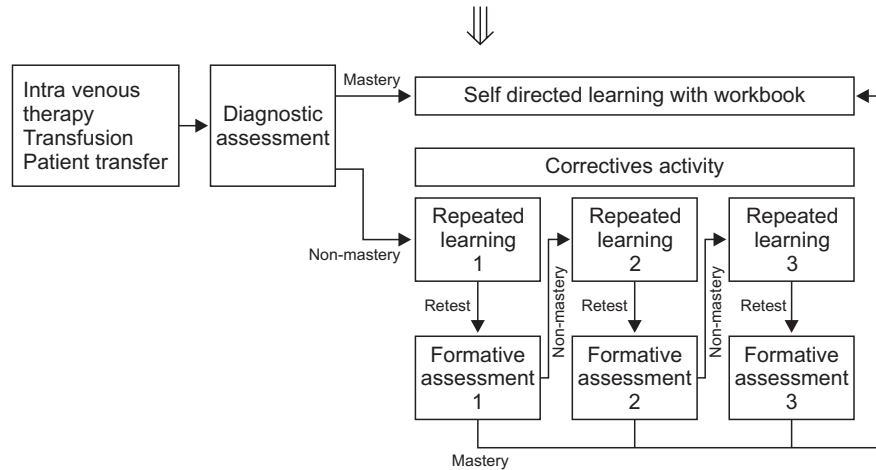 Intra venous
therapy
Transfusion
Patient transfer
Diagnostic
assessment
Mastery
Self directed learning with workbook
Correctives activity
Non-mastery
Repeated
learning
1
Repeated
learning
2
Repeated
learning
3
Retest
Non-mastery
Retest
Non-mastery
Retest
Formative
assessment
1
Formative
assessment
2
Formative
assessment
3
Mastery